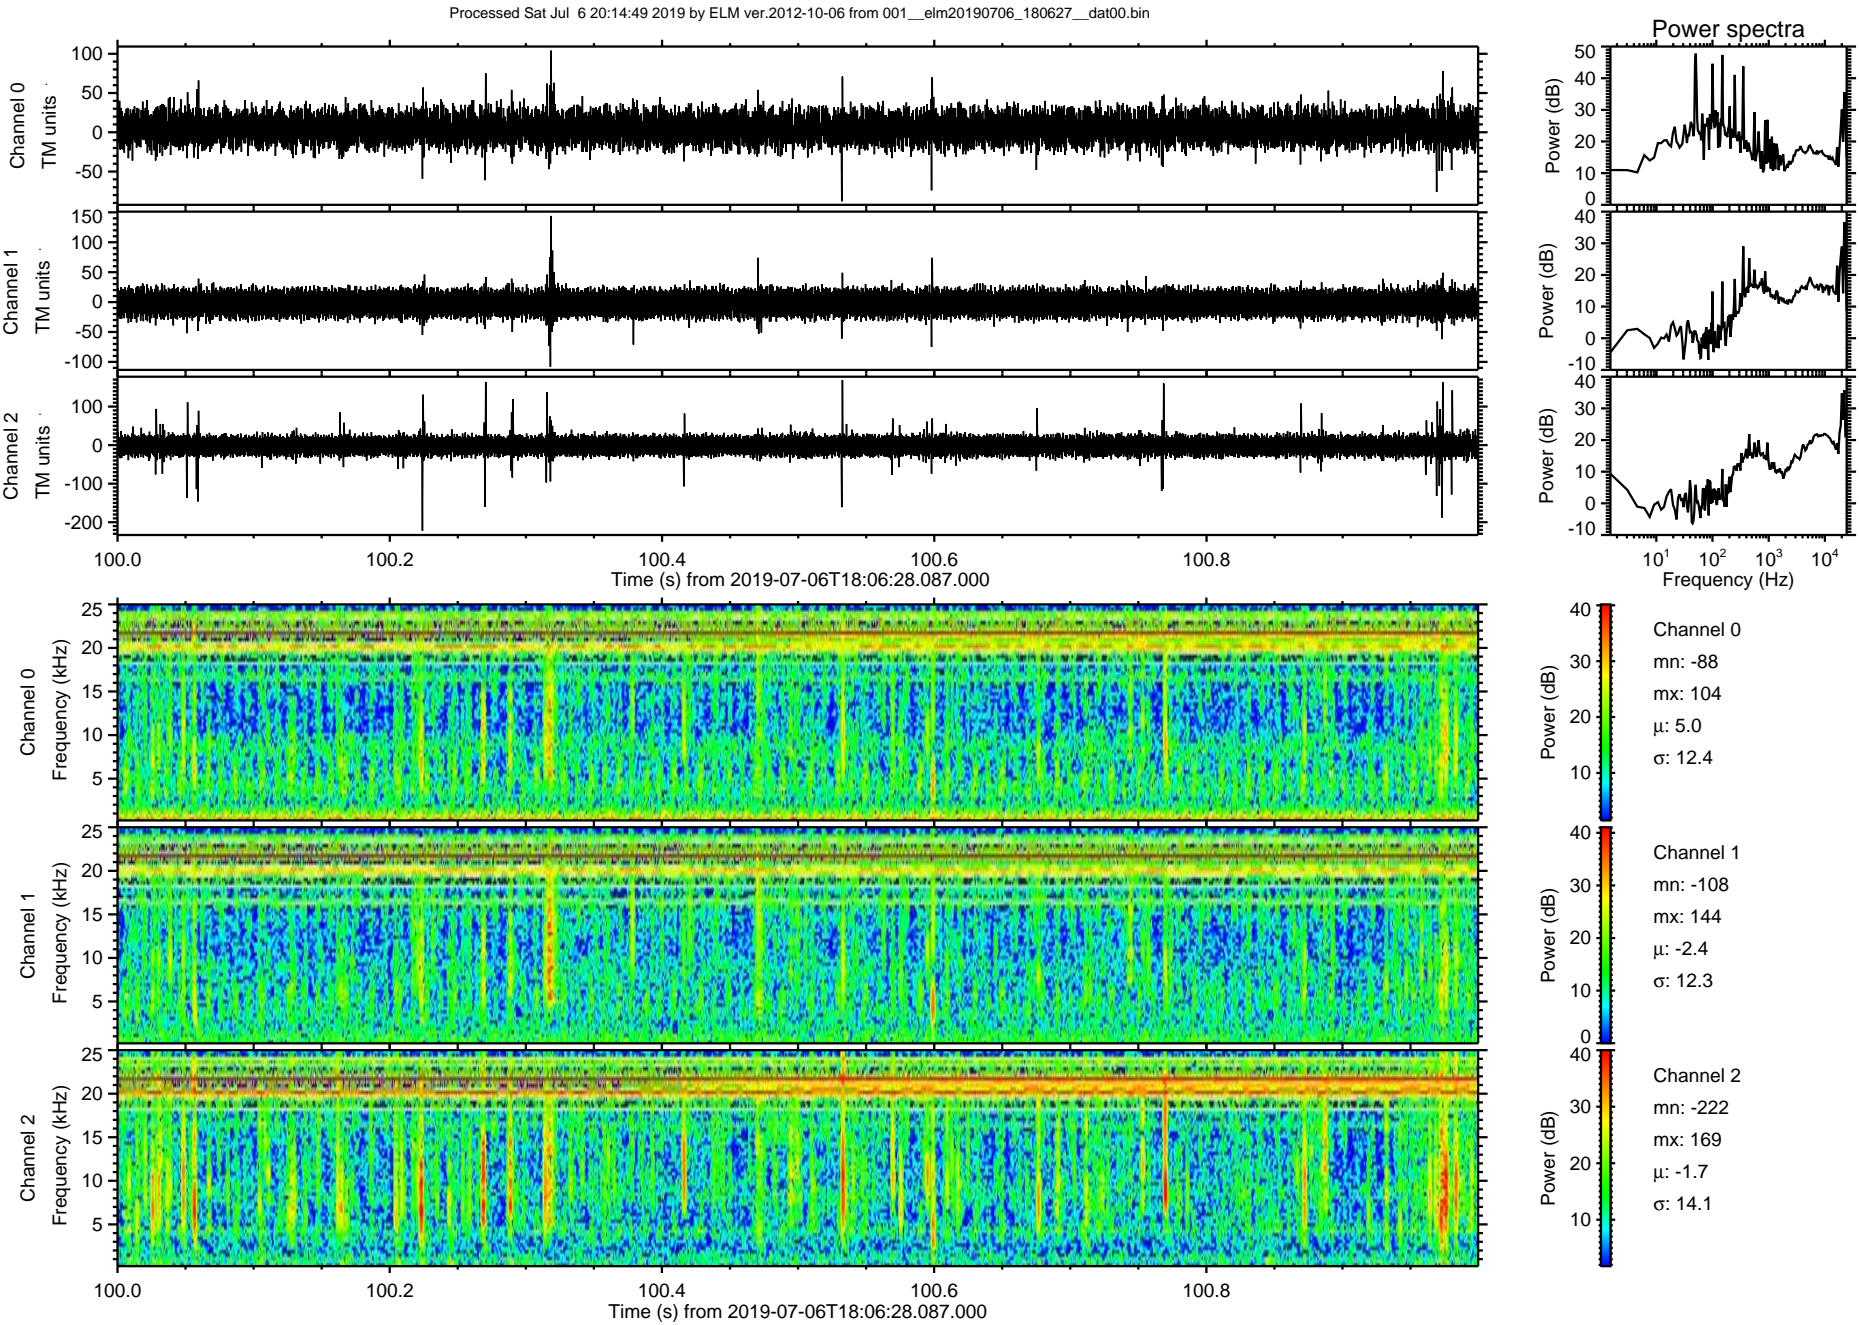 Processed Sat Jul  6 20:14:49 2019 by ELM ver.2012-10-06 from 001__elm20190706_180627__dat00.bin
Power spectra
Channel 0
TM units
100
50
0
-50
Power (dB)
50
40
30
20
10
0
Channel 1
TM units
150
100
50
0
-50
-100
Power (dB)
40
30
20
10
0
-10
Channel 2
TM units
100
0
-100
-200
Power (dB)
40
30
20
10
0
-10
100.0 100.2 100.4 100.6 100.8
Time (s) from 2019-07-06T18:06:28.087.000
10^1 10^2 10^3 10^4
Frequency (Hz)
Channel 0
Frequency (kHz)
25
20
15
10
5
Power (dB)
40
30
20
10
Channel 0
mn: -88
mx: 104
μ: 5.0
σ: 12.4
Channel 1
Frequency (kHz)
25
20
15
10
5
Power (dB)
40
30
20
10
0
Channel 1
mn: -108
mx: 144
μ: -2.4
σ: 12.3
Channel 2
Frequency (kHz)
25
20
15
10
5
Power (dB)
40
30
20
10
Channel 2
mn: -222
mx: 169
μ: -1.7
σ: 14.1
100.0 100.2 100.4 100.6 100.8
Time (s) from 2019-07-06T18:06:28.087.000